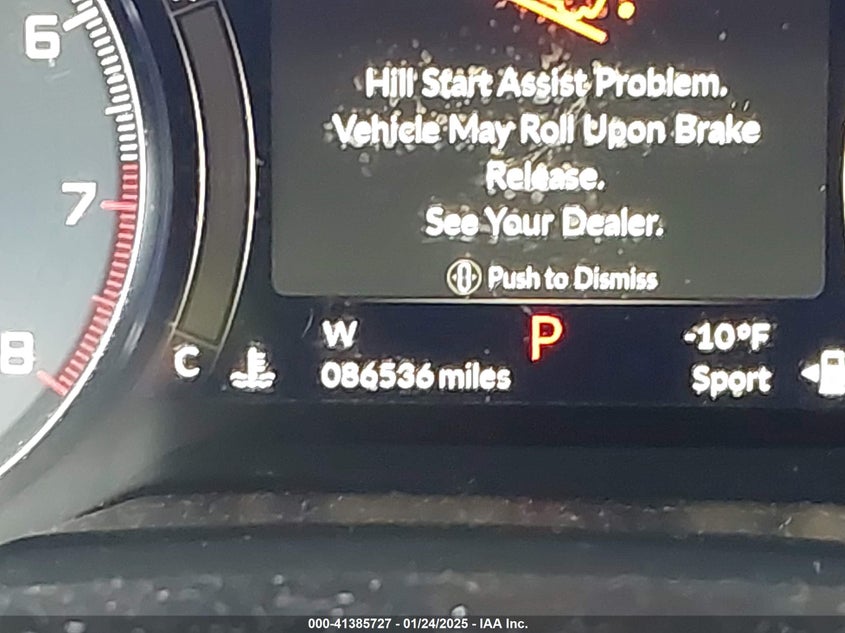 6
7
8
Hill Start Assist Problem.
Vehicle May Roll Upon Brake
Release.
See Your Dealer.
Push to Dismiss
C
W
P
-10°F
086536 miles
Sport
000-41385727 - 01/24/2025 - IAA Inc.